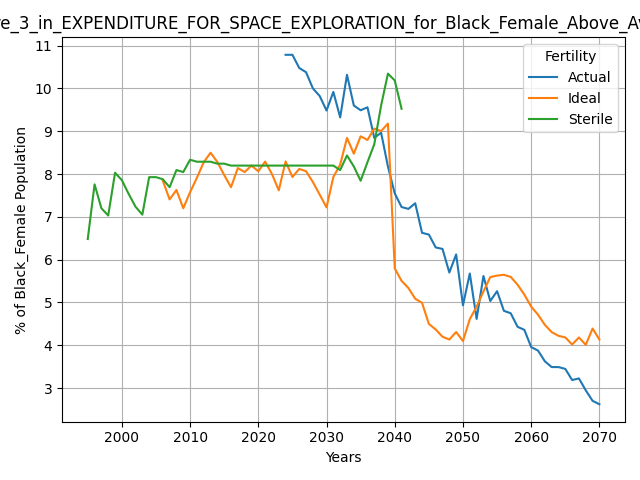 e_3_in_EXPENDITURE_FOR_SPACE_EXPLORATION_for_Black_Female_Above_A
11
10
9
8
7
6
5
4
3
% of Black_Female Population
Fertility
Actual
Ideal
Sterile
2000
2010
2020
2030
2040
2050
2060
2070
Years